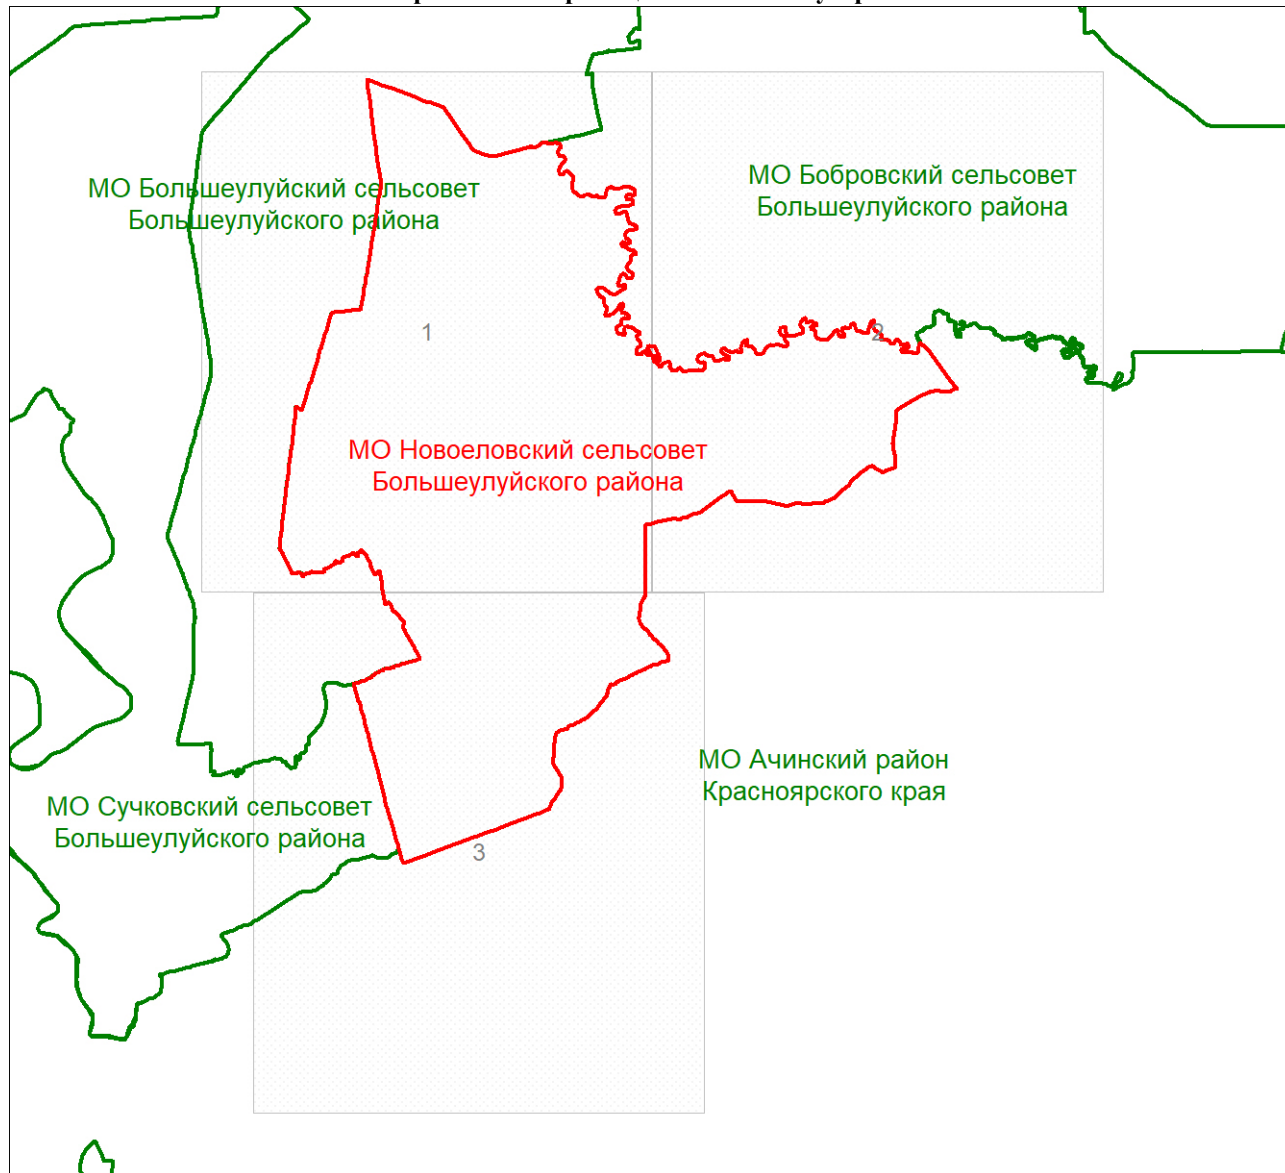 МО Большеулуйский сельсовет
Большеулуйского района
МО Бобровский сельсовет
Большеулуйского района
1
2
МО Новоеловский сельсовет
Большеулуйского района
МО Ачинский район
Красноярского края
МО Сучковский сельсовет
Большеулуйского района
3